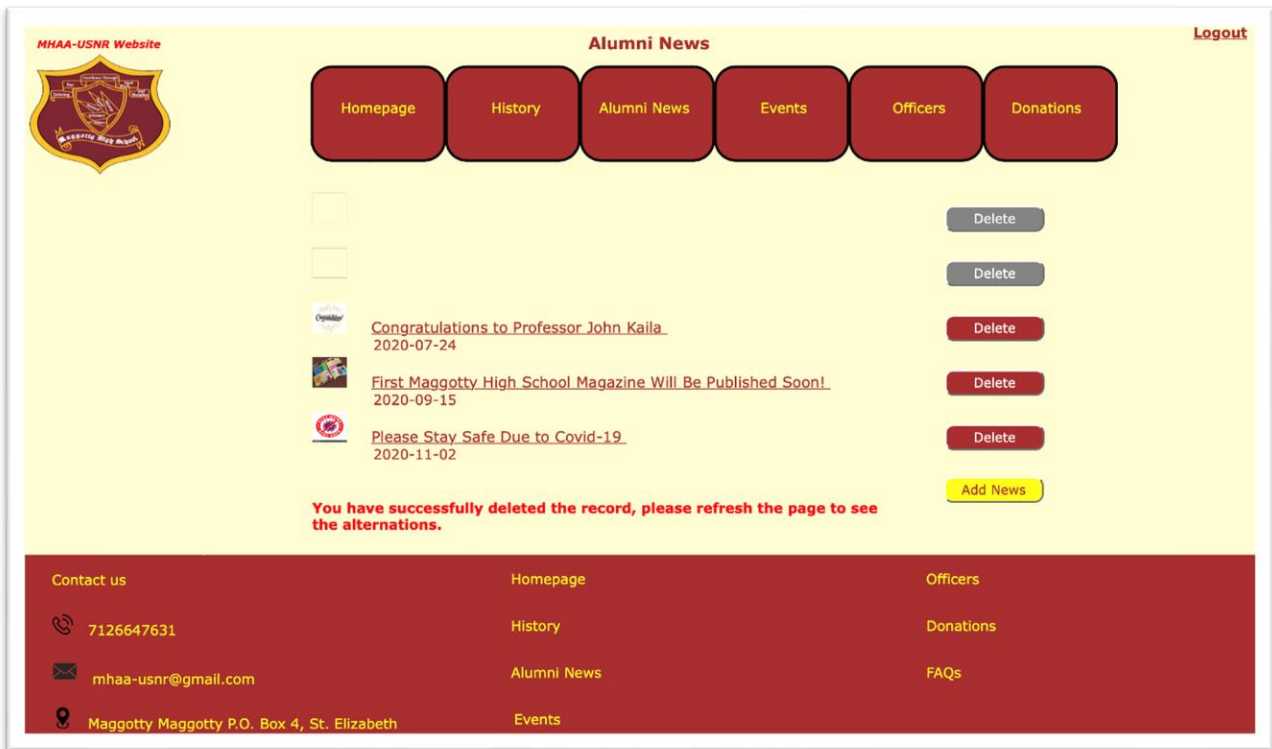 MHAA-USNR Website
Alumni News
Logout
Maggotty High School
Homepage History Alumni News Events Officers Donations
Delete
Delete
Congratulations to Professor John Kaila
2020-07-24
Delete
First Maggotty High School Magazine Will Be Published Soon!
2020-09-15
Delete
Please Stay Safe Due to Covid-19
2020-11-02
Delete
Add News
You have successfully deleted the record, please refresh the page to see
the alternations.
Contact us Homepage Officers
7126647631 History Donations
mhaa-usnr@gmail.com Alumni News FAQs
Maggotty Maggotty P.O. Box 4, St. Elizabeth Events